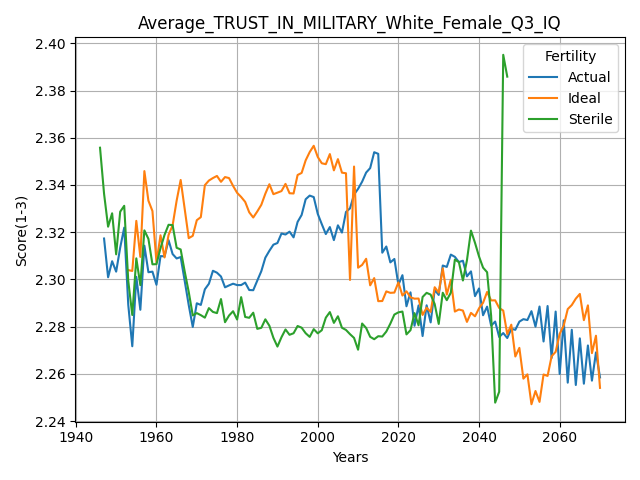 Average_TRUST_IN_MILITARY_White_Female_Q3_IQ
2.40
2.38
2.36
2.34
2.32
2.30
2.28
2.26
2.24
Score(1-3)
Fertility
Actual
Ideal
Sterile
1940 1960 1980 2000 2020 2040 2060
Years